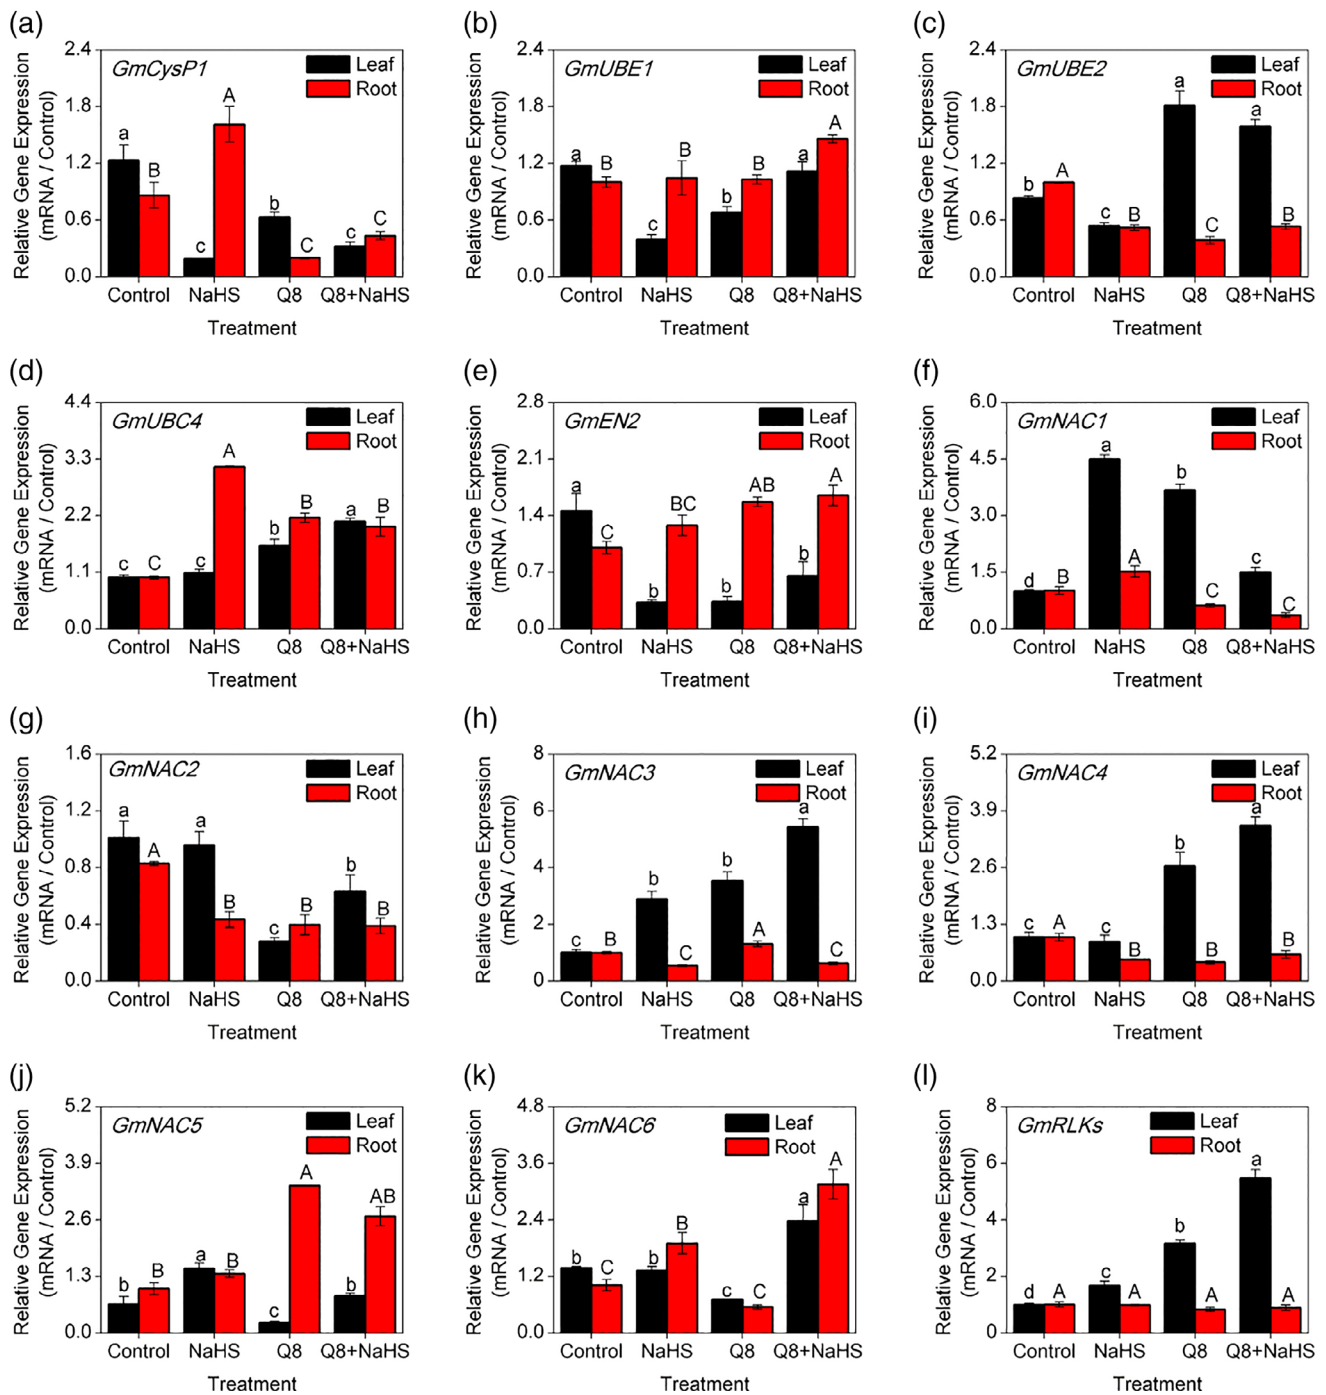 (a)
Relative Gene Expression
(mRNA / Control)
2.4
1.8
1.2
0.6
0.0
GmCysP1
Leaf
Root
a
B
c
A
b
C
c
C
Control NaHS Q8 Q8+NaHS
Treatment
(b)
Relative Gene Expression
(mRNA / Control)
2.4
1.8
1.2
0.6
0.0
GmUBE1
Leaf
Root
a
B
c
B
b
B
a
A
Control NaHS Q8 Q8+NaHS
Treatment
(c)
Relative Gene Expression
(mRNA / Control)
2.4
1.8
1.2
0.6
0.0
GmUBE2
Leaf
Root
b
A
c
B
a
C
a
B
Control NaHS Q8 Q8+NaHS
Treatment
(d)
Relative Gene Expression
(mRNA / Control)
4.4
3.3
2.2
1.1
0.0
GmUBC4
Leaf
Root
c
C
c
A
b
B
a
B
Control NaHS Q8 Q8+NaHS
Treatment
(e)
Relative Gene Expression
(mRNA / Control)
2.8
2.1
1.4
0.7
0.0
GmEN2
Leaf
Root
a
C
b
BC
b
AB
b
A
Control NaHS Q8 Q8+NaHS
Treatment
(f)
Relative Gene Expression
(mRNA / Control)
6.0
4.5
3.0
1.5
0.0
GmNAC1
Leaf
Root
d
B
a
A
b
C
c
C
Control NaHS Q8 Q8+NaHS
Treatment
(g)
Relative Gene Expression
(mRNA / Control)
1.6
1.2
0.8
0.4
0.0
GmNAC2
Leaf
Root
a
A
a
B
c
B
b
B
Control NaHS Q8 Q8+NaHS
Treatment
(h)
Relative Gene Expression
(mRNA / Control)
8
6
4
2
0
GmNAC3
Leaf
Root
c
B
b
C
b
A
a
C
Control NaHS Q8 Q8+NaHS
Treatment
(i)
Relative Gene Expression
(mRNA / Control)
5.2
3.9
2.6
1.3
0.0
GmNAC4
Leaf
Root
c
A
c
B
b
B
a
B
Control NaHS Q8 Q8+NaHS
Treatment
(j)
Relative Gene Expression
(mRNA / Control)
5.2
3.9
2.6
1.3
0.0
GmNAC5
Leaf
Root
b
B
a
B
c
A
b
AB
Control NaHS Q8 Q8+NaHS
Treatment
(k)
Relative Gene Expression
(mRNA / Control)
4.8
3.6
2.4
1.2
0.0
GmNAC6
Leaf
Root
b
C
b
B
c
C
a
A
Control NaHS Q8 Q8+NaHS
Treatment
(l)
Relative Gene Expression
(mRNA / Control)
8
6
4
2
0
GmRLKs
Leaf
Root
d
A
c
A
b
A
a
A
Control NaHS Q8 Q8+NaHS
Treatment